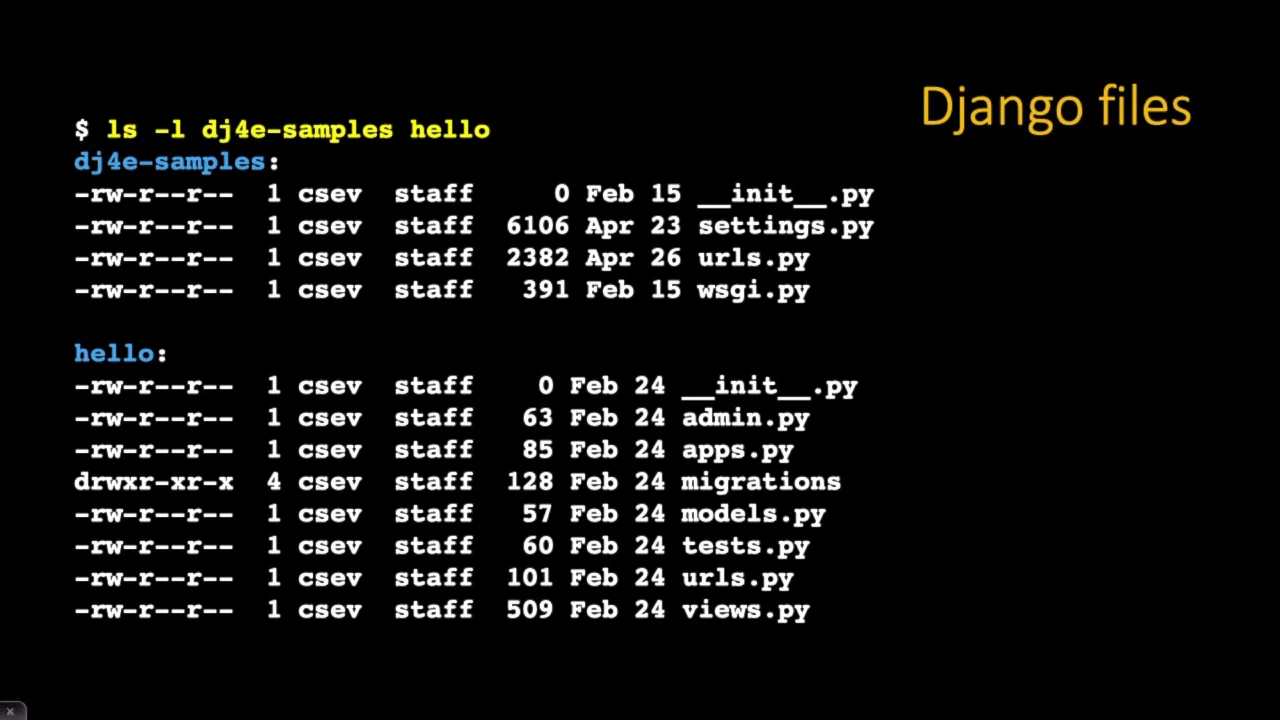 Django files
$ ls -l dj4e-samples hello
dj4e-samples:
-rw-r--r--  1 csev  staff     0 Feb 15 __init__.py
-rw-r--r--  1 csev  staff  6106 Apr 23 settings.py
-rw-r--r--  1 csev  staff  2382 Apr 26 urls.py
-rw-r--r--  1 csev  staff   391 Feb 15 wsgi.py
hello:
-rw-r--r--  1 csev  staff    0 Feb 24 __init__.py
-rw-r--r--  1 csev  staff   63 Feb 24 admin.py
-rw-r--r--  1 csev  staff   85 Feb 24 apps.py
drwxr-xr-x  4 csev  staff  128 Feb 24 migrations
-rw-r--r--  1 csev  staff   57 Feb 24 models.py
-rw-r--r--  1 csev  staff   60 Feb 24 tests.py
-rw-r--r--  1 csev  staff  101 Feb 24 urls.py
-rw-r--r--  1 csev  staff  509 Feb 24 views.py